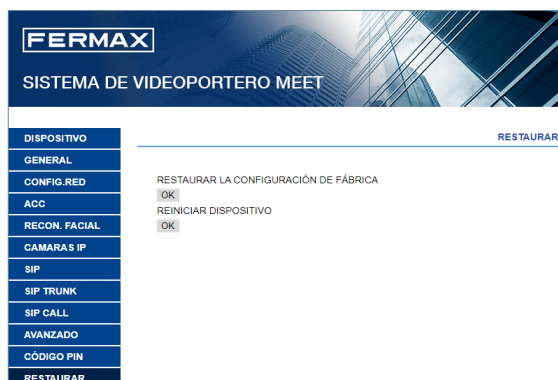 FERMAX
SISTEMA DE VIDEOPORTERO MEET
DISPOSITIVO
RESTAURAR
GENERAL
CONFIG.RED
RESTAURAR LA CONFIGURACIÓN DE FÁBRICA
ACC
OK
REINICIAR DISPOSITIVO
RECON. FACIAL
OK
CAMARAS IP
SIP
SIP TRUNK
SIP CALL
AVANZADO
CÓDIGO PIN
RESTAURAR